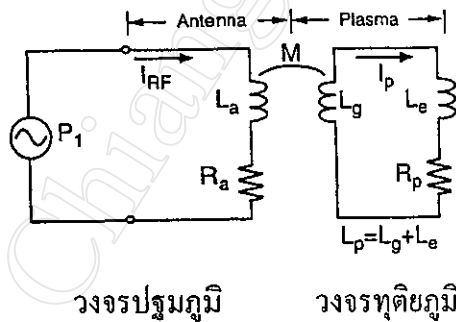 Antenna Plasma
I_RF M I_p
L_a L_g L_e
P_1
R_a R_p
L_p=L_g+L_e
วงจรปฐมภูมิ วงจรทุติยภูมิ
Chiang